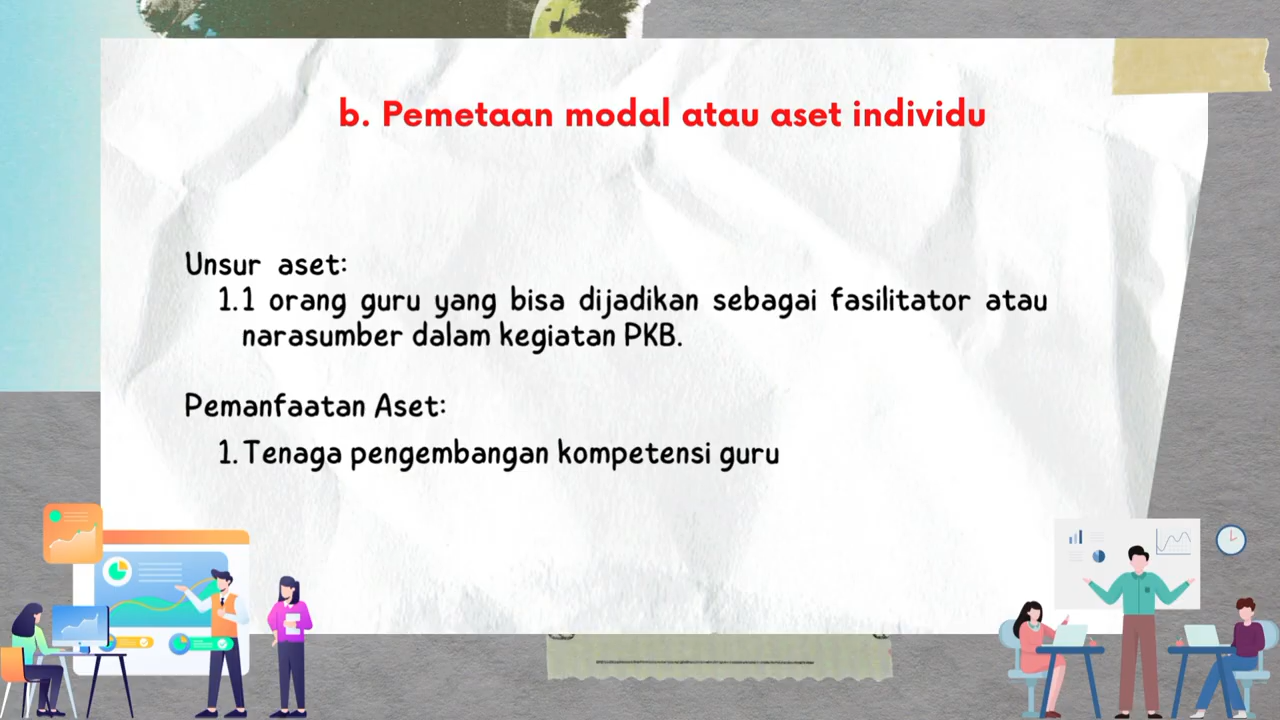 b. Pemetaan modal atau aset individu
Unsur aset:
1.1 orang guru yang bisa dijadikan sebagai fasilitator atau
narasumber dalam kegiatan PKB.
Pemanfaatan Aset:
1. Tenaga pengembangan kompetensi guru